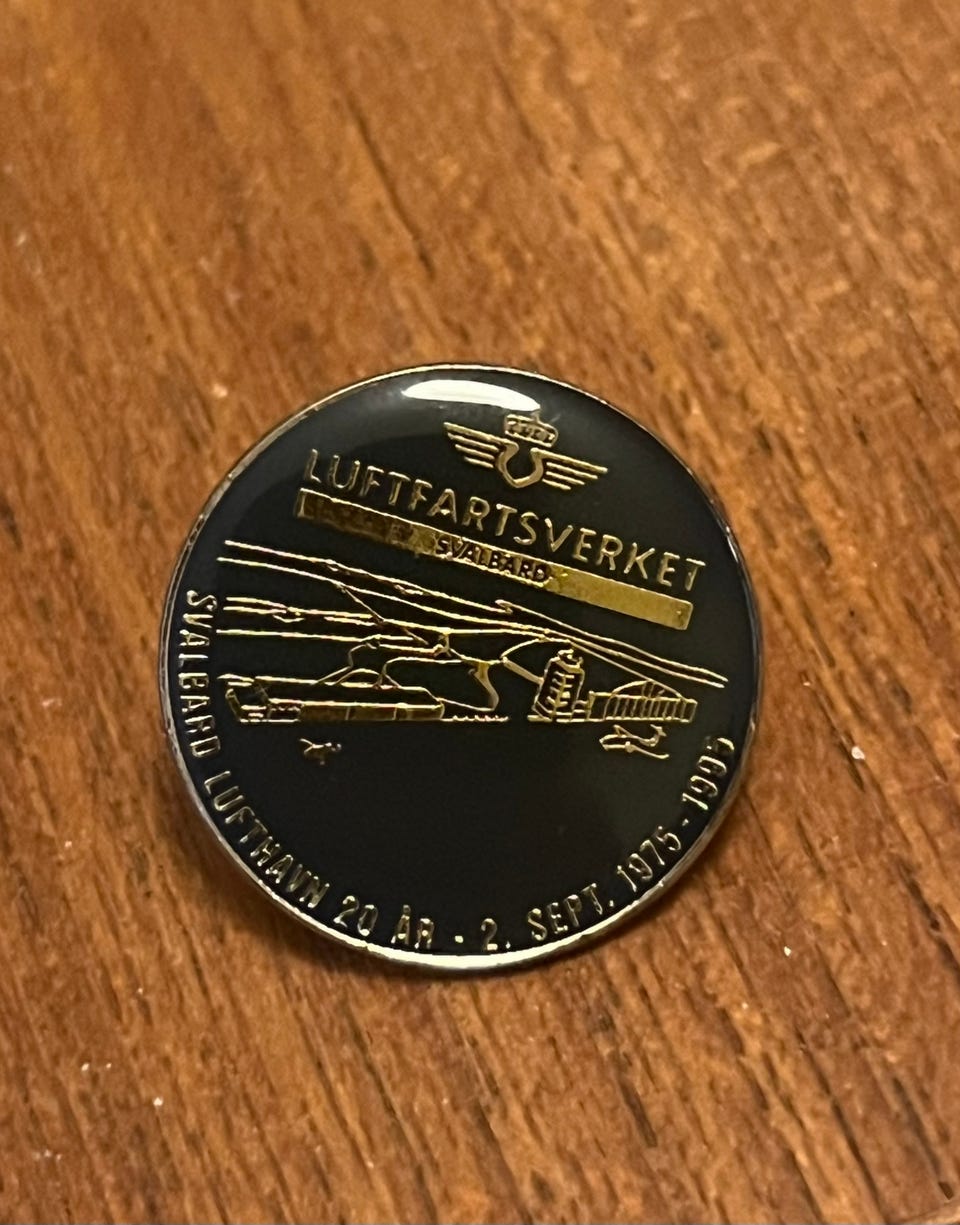 LUFTFARTSVERKET
SVALBARD
SVALBARD LUFTHAVN 20 ÅR · 2. SEPT. 1975 - 1995